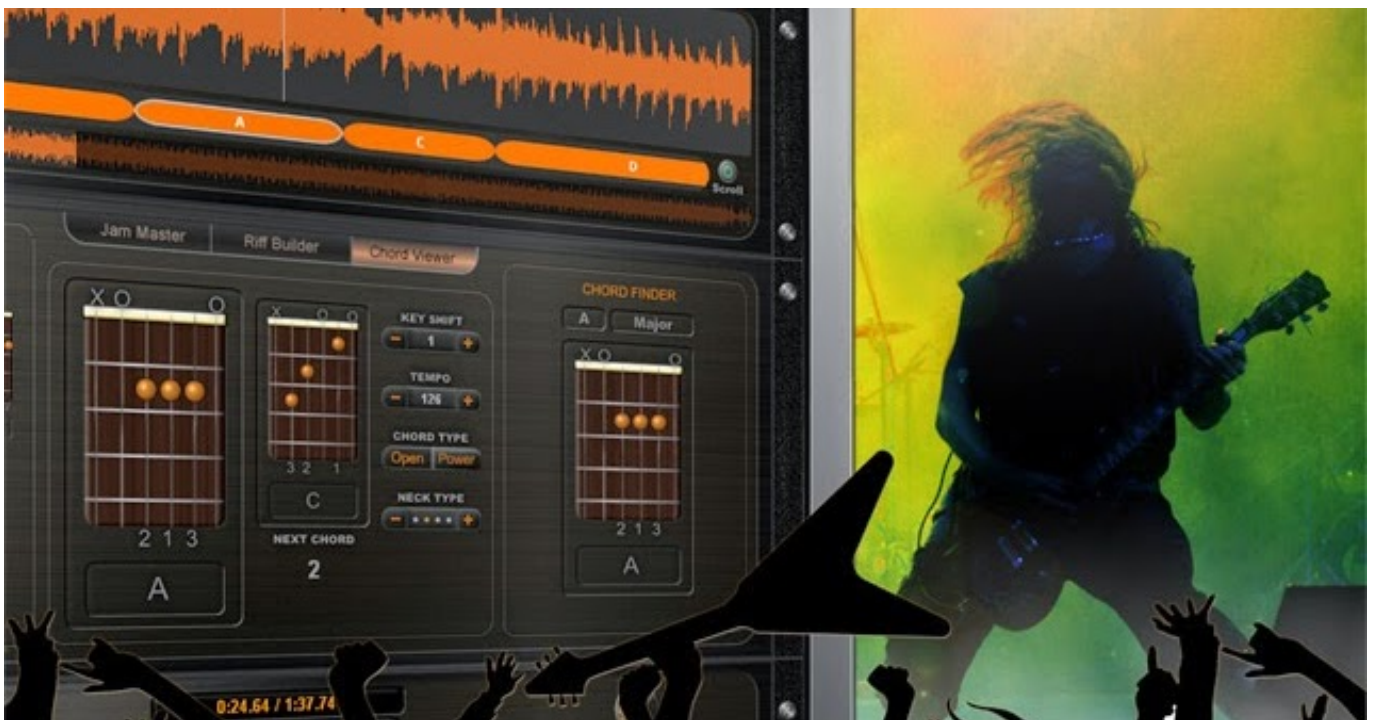 A
C
D
Scroll
Jam Master
Riff Builder
Chord Viewer
X O O
2 1 3
A
X O O
3 2 1
C
NEXT CHORD
2
KEY SHIFT
- 1 +
TEMPO
- 126 +
CHORD TYPE
Open Power
NECK TYPE
- +
CHORD FINDER
A Major
X O O
2 1 3
A
0:24.64 / 1:37.74